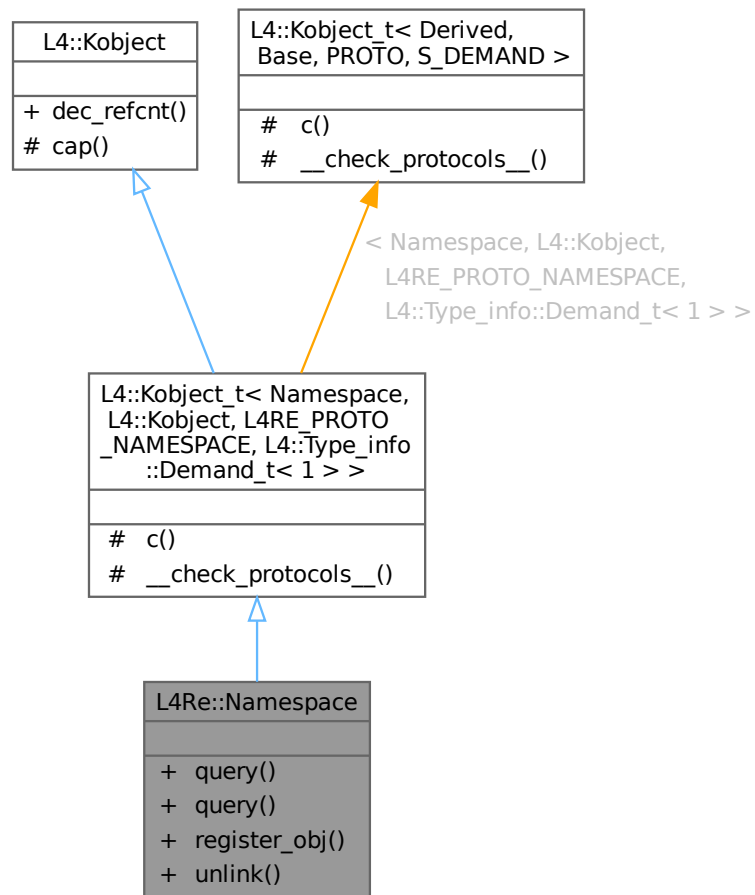 L4::Kobject
+ dec_refcnt()
# cap()
L4::Kobject_t< Derived,
Base, PROTO, S_DEMAND >
# c()
# __check_protocols__()
< Namespace, L4::Kobject,
L4RE_PROTO_NAMESPACE,
L4::Type_info::Demand_t< 1 > >
L4::Kobject_t< Namespace,
L4::Kobject, L4RE_PROTO
_NAMESPACE, L4::Type_info
::Demand_t< 1 > >
# c()
# __check_protocols__()
L4Re::Namespace
+ query()
+ query()
+ register_obj()
+ unlink()